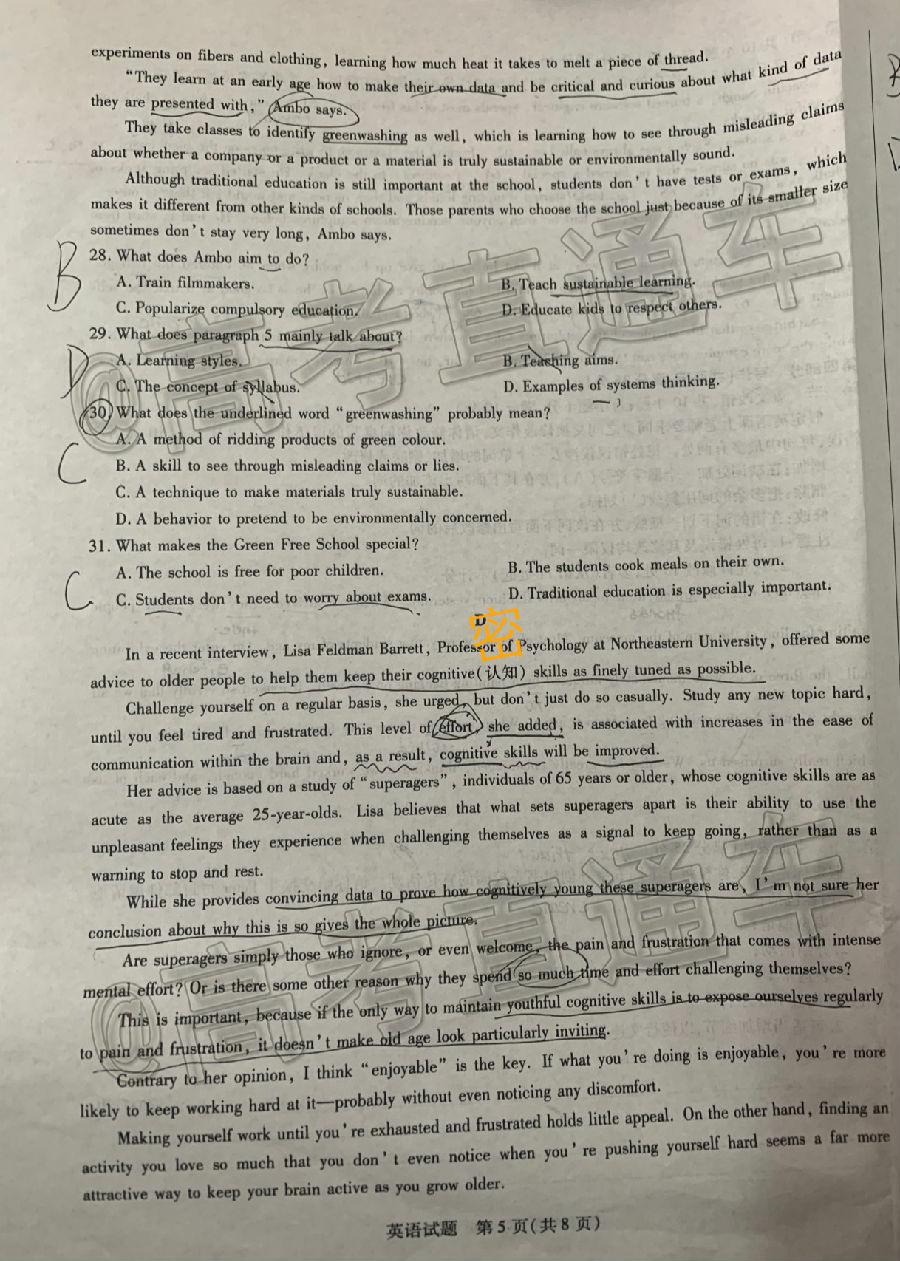 experiments on fibers and clothing, learning how much heat it takes to melt a piece of thread.
"They learn at an early age how to make their own data and be critical and curious about what kind of data
they are presented with," Ambo says.
They take classes to identify greenwashing as well, which is learning how to see through misleading claims
about whether a company or a product or a material is truly sustainable or environmentally sound.
Although traditional education is still important at the school, students don't have tests or exams, which
makes it different from other kinds of schools. Those parents who choose the school just because of its smaller size
sometimes don't stay very long, Ambo says.
B
28. What does Ambo aim to do?
A. Train filmmakers. B. Teach sustainable learning.
C. Popularize compulsory education. D. Educate kids to respect others.
D
29. What does paragraph 5 mainly talk about?
A. Learning styles. B. Teaching aims.
C. The concept of syllabus. D. Examples of systems thinking.
30. What does the underlined word "greenwashing" probably mean?
C
A. A method of ridding products of green colour.
B. A skill to see through misleading claims or lies.
C. A technique to make materials truly sustainable.
D. A behavior to pretend to be environmentally concerned.
31. What makes the Green Free School special?
C
A. The school is free for poor children. B. The students cook meals on their own.
C. Students don't need to worry about exams. D. Traditional education is especially important.
D
密
In a recent interview, Lisa Feldman Barrett, Professor of Psychology at Northeastern University, offered some
advice to older people to help them keep their cognitive(认知) skills as finely tuned as possible.
Challenge yourself on a regular basis, she urged, but don't just do so casually. Study any new topic hard,
until you feel tired and frustrated. This level of effort, she added, is associated with increases in the ease of
communication within the brain and, as a result, cognitive skills will be improved.
Her advice is based on a study of "superagers", individuals of 65 years or older, whose cognitive skills are as
acute as the average 25-year-olds. Lisa believes that what sets superagers apart is their ability to use the
unpleasant feelings they experience when challenging themselves as a signal to keep going, rather than as a
warning to stop and rest.
While she provides convincing data to prove how cognitively young these superagers are, I'm not sure her
conclusion about why this is so gives the whole picture.
Are superagers simply those who ignore, or even welcome, the pain and frustration that comes with intense
mental effort? Or is there some other reason why they spend so much time and effort challenging themselves?
This is important, because if the only way to maintain youthful cognitive skills is to expose ourselves regularly
to pain and frustration, it doesn't make old age look particularly inviting.
Contrary to her opinion, I think "enjoyable" is the key. If what you're doing is enjoyable, you're more
likely to keep working hard at it—probably without even noticing any discomfort.
Making yourself work until you're exhausted and frustrated holds little appeal. On the other hand, finding an
activity you love so much that you don't even notice when you're pushing yourself hard seems a far more
attractive way to keep your brain active as you grow older.
英语试题 第5页(共8页)
@高考直通车
@高考直通车